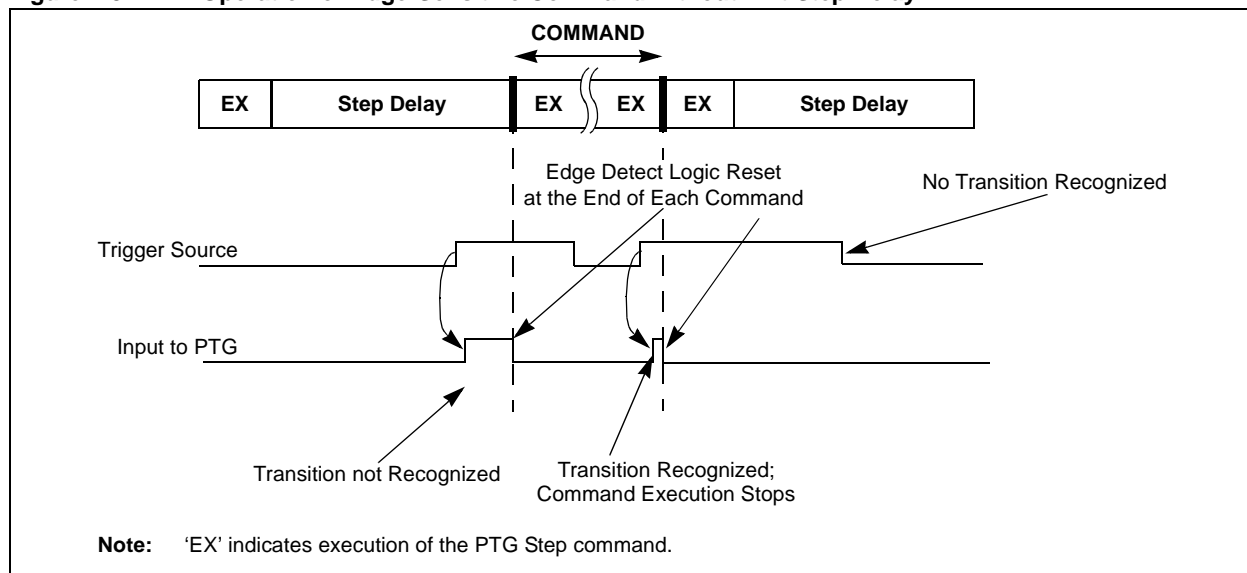 COMMAND
EX Step Delay EX EX EX Step Delay
Edge Detect Logic Reset
at the End of Each Command
No Transition Recognized
Trigger Source
Input to PTG
Transition not Recognized
Transition Recognized;
Command Execution Stops
Note: 'EX' indicates execution of the PTG Step command.